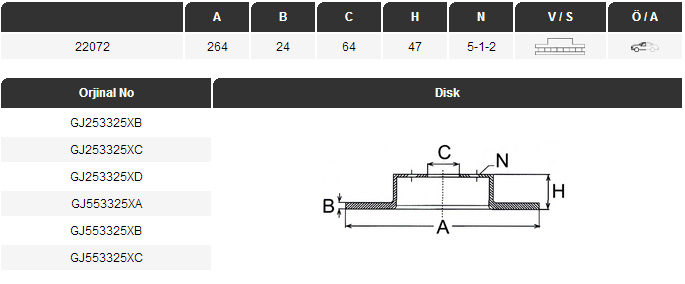 A B C H N V / S Ö / A
22072 264 24 64 47 5-1-2
Orjinal No Disk
GJ253325XB
GJ253325XC
GJ253325XD
GJ553325XA
GJ553325XB
GJ553325XC
C N
H
B
A